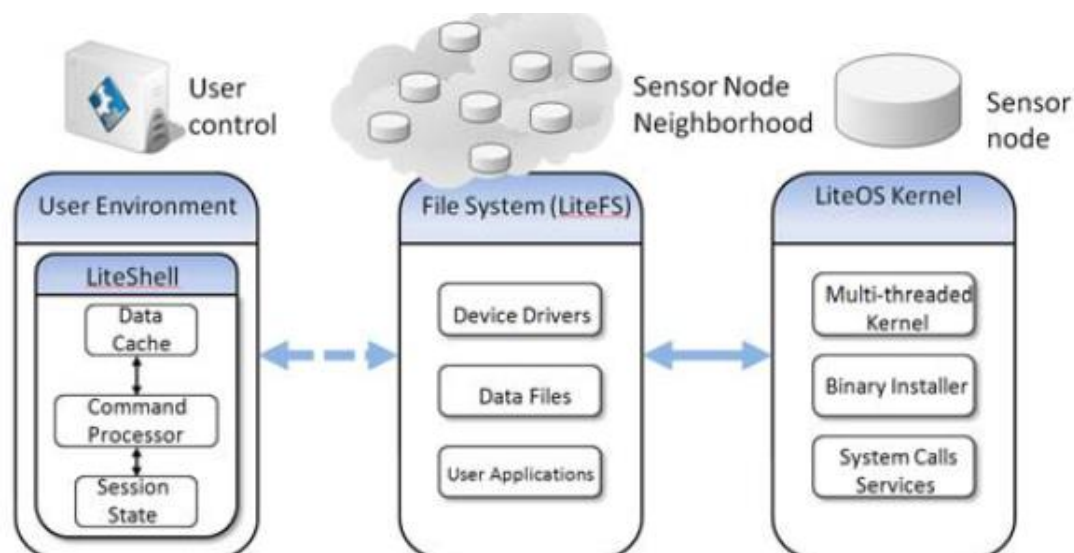 User
control
Sensor Node
Neighborhood
Sensor
node
User Environment
LiteShell
Data
Cache
Command
Processor
Session
State
File System (LiteFS)
Device Drivers
Data Files
User Applications
LiteOS Kernel
Multi-threaded
Kernel
Binary Installer
System Calls
Services